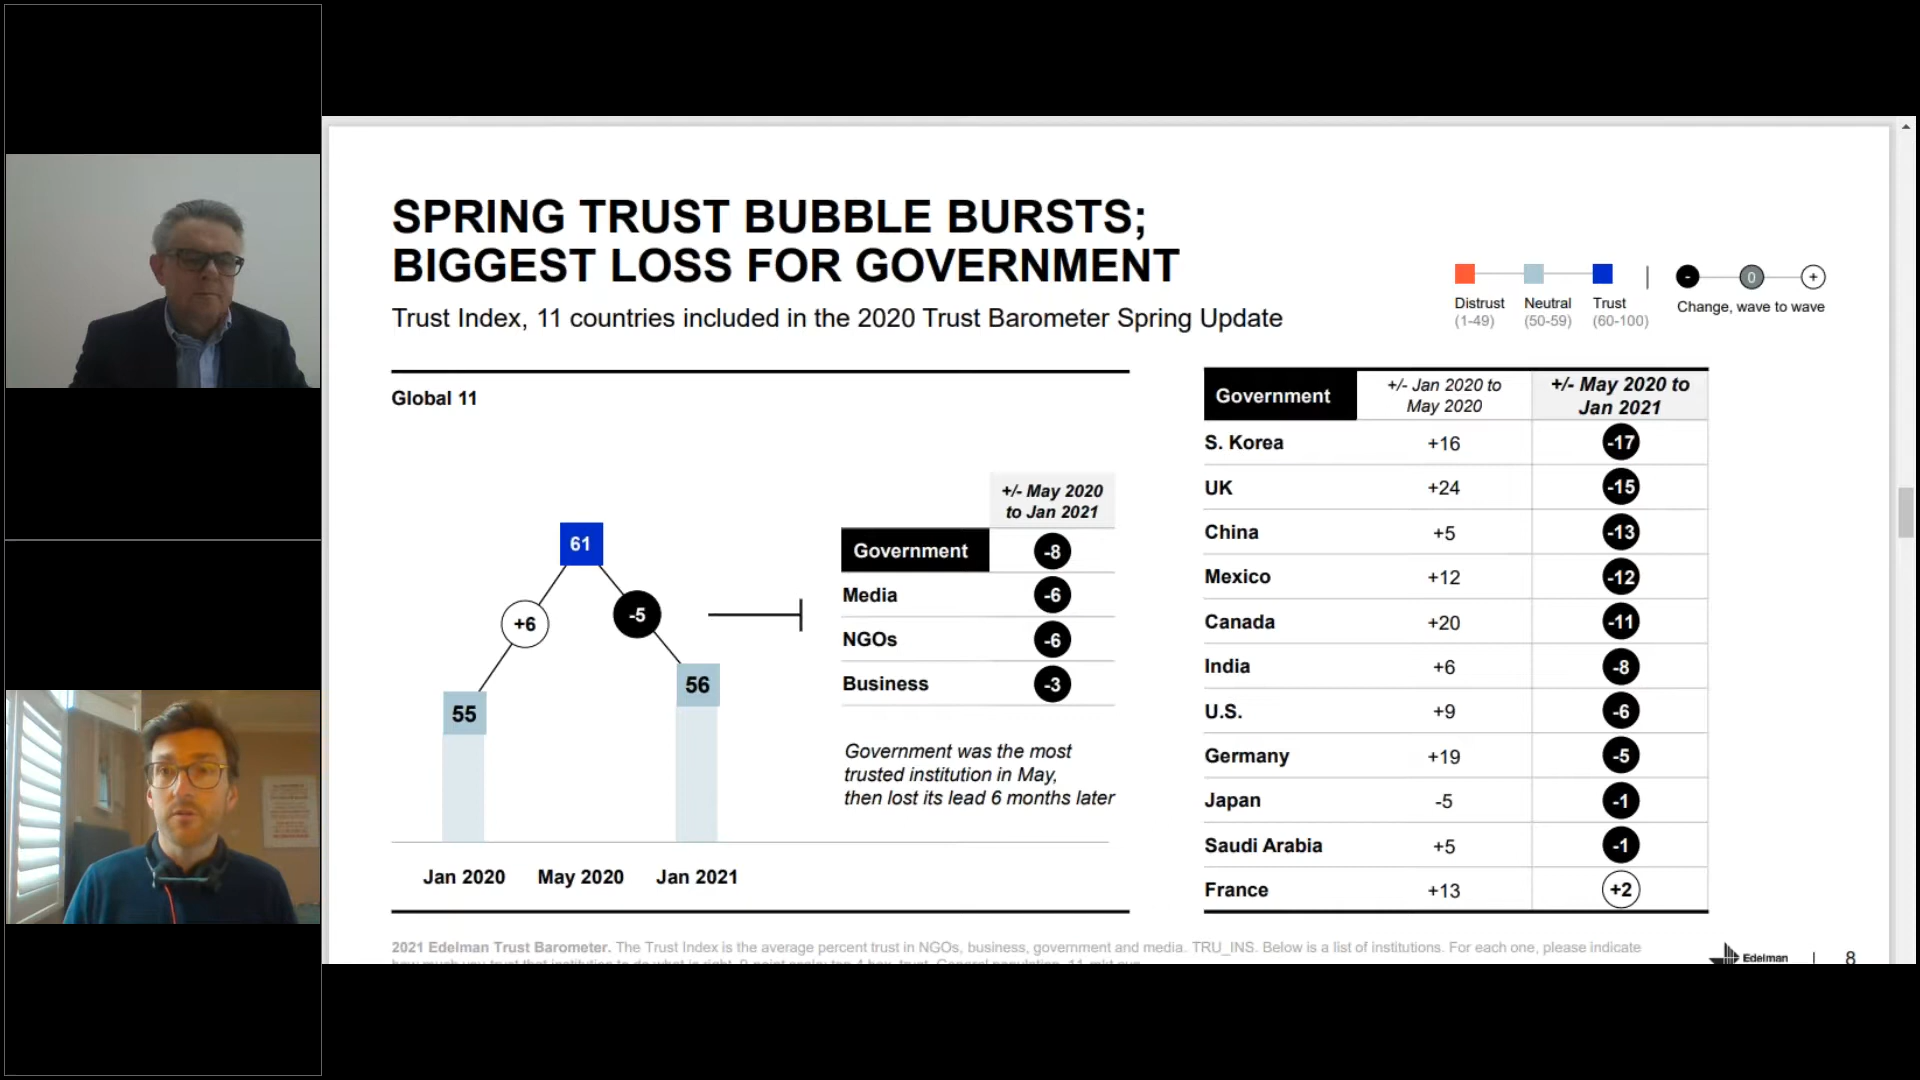 SPRING TRUST BUBBLE BURSTS;
BIGGEST LOSS FOR GOVERNMENT
Trust Index, 11 countries included in the 2020 Trust Barometer Spring Update
Distrust
(1-49)
Neutral
(50-59)
Trust
(60-100)
- 0 +
Change, wave to wave
Global 11
61
+6
-5
55
56
Jan 2020 May 2020 Jan 2021
+/- May 2020
to Jan 2021
Government -8
Media -6
NGOs -6
Business -3
Government was the most
trusted institution in May,
then lost its lead 6 months later
Government
+/- Jan 2020 to
May 2020
+/- May 2020 to
Jan 2021
S. Korea +16 -17
UK +24 -15
China +5 -13
Mexico +12 -12
Canada +20 -11
India +6 -8
U.S. +9 -6
Germany +19 -5
Japan -5 -1
Saudi Arabia +5 -1
France +13 +2
2021 Edelman Trust Barometer. The Trust Index is the average percent trust in NGOs, business, government and media. TRU_INS. Below is a list of institutions. For each one, please indicate
Edelman | 8